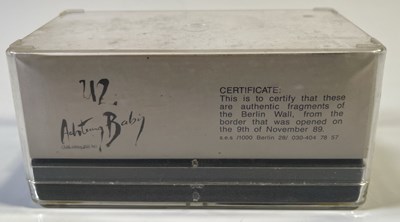 U2.
Achtung Baby
CERTIFICATE:
This is to certify that these
are authentic fragments of
the Berlin Wall, from the
border that was opened on
the 9th of November 89.